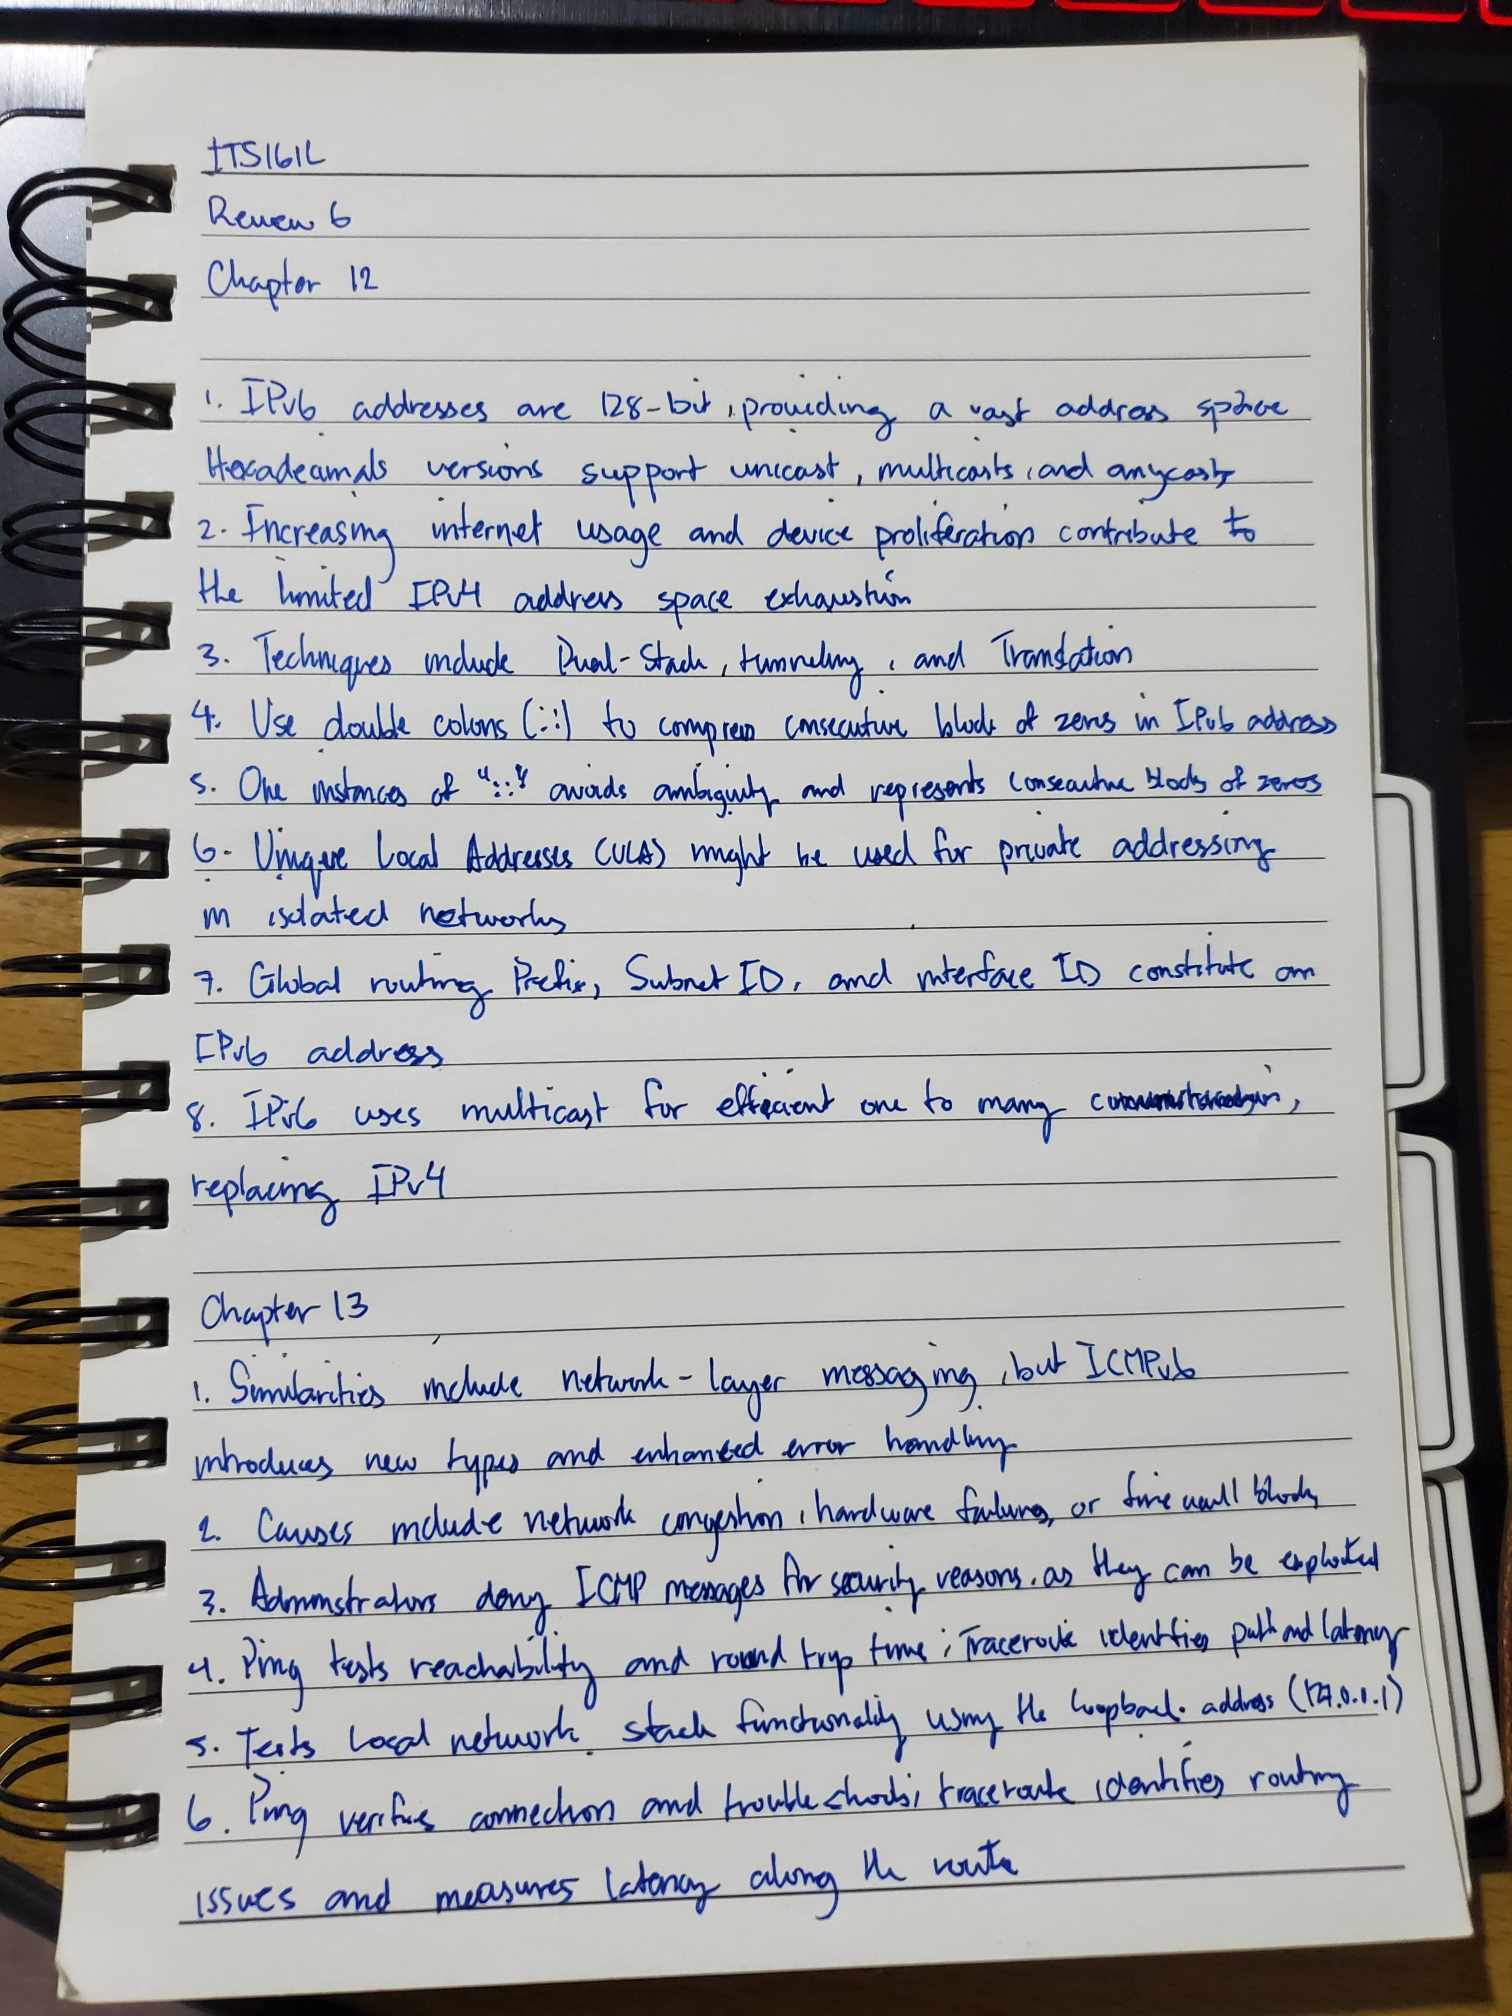 ITS161L
Review 6
Chapter 12
1. IPv6 addresses are 128-bit, providing a vast address space
Hexadecimals versions support unicast, multicasts, and anycasts
2. Increasing internet usage and device proliferation contribute to
the limited IPv4 address space exhaustion
3. Techniques include Dual-Stack, tunneling, and Translation
4. Use double colons (::) to compress consecutive blocks of zeros in IPv6 address
5. One instances of "::" avoids ambiguity and represents consecutive blocks of zeros
6. Unique Local Addresses (ULA) might be used for private addressing
in isolated networks
7. Global routing Prefix, Subnet ID, and interface ID constitute an
IPv6 address
8. IPv6 uses multicast for efficient one to many communication,
replacing IPv4
Chapter 13
1. Similarities include network-layer messaging, but ICMPv6
introduces new types and enhanced error handling
2. Causes include network congestion, hardware failures, or firewall blocks
3. Administrators deny ICMP messages for security reasons, as they can be exploited
4. Ping tests reachability and round tryp time; Traceroute identifies path and latency
5. Tests local network stack functionality using the loopback address (127.0.0.1)
6. Ping verifies connection and troubleshoots; traceroute identifies routing
issues and measures latency along the route